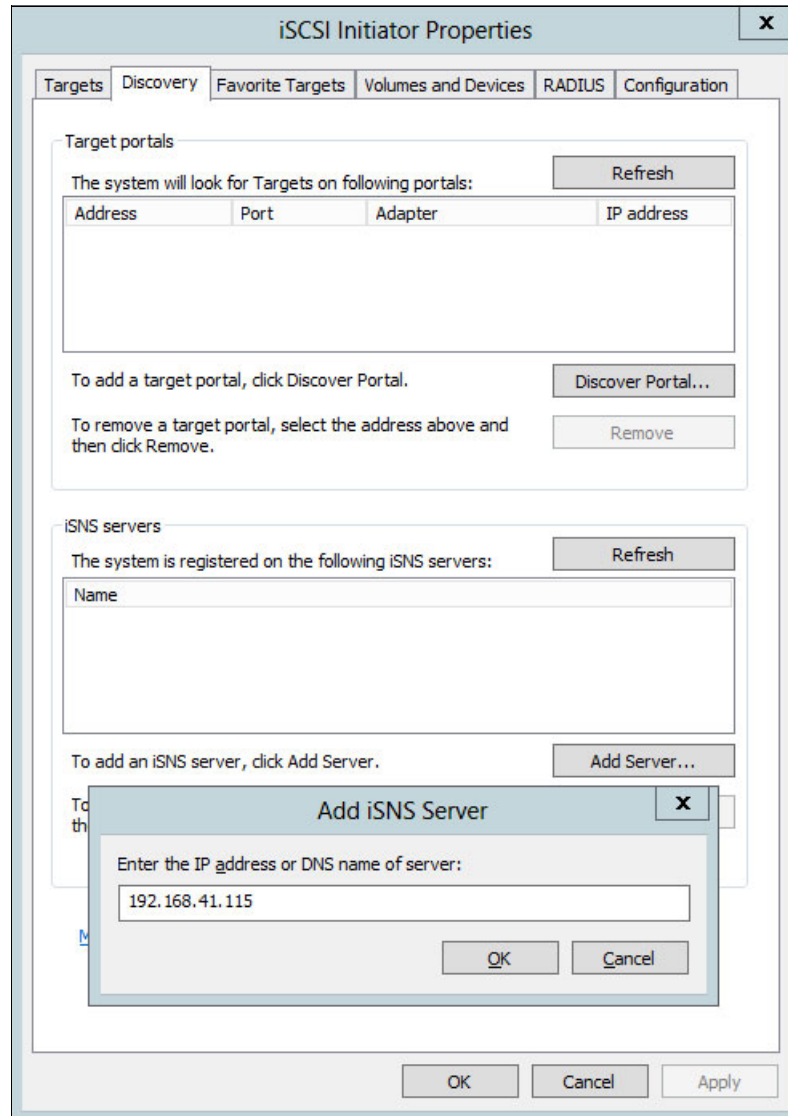 iSCSI Initiator Properties
x
Targets Discovery Favorite Targets Volumes and Devices RADIUS Configuration
Target portals
The system will look for Targets on following portals:
Refresh
Address Port Adapter IP address
To add a target portal, click Discover Portal.
Discover Portal...
To remove a target portal, select the address above and
then click Remove.
Remove
iSNS servers
The system is registered on the following iSNS servers:
Refresh
Name
To add an iSNS server, click Add Server.
Add Server...
Add iSNS Server
x
Enter the IP address or DNS name of server:
192.168.41.115
OK Cancel
OK Cancel Apply